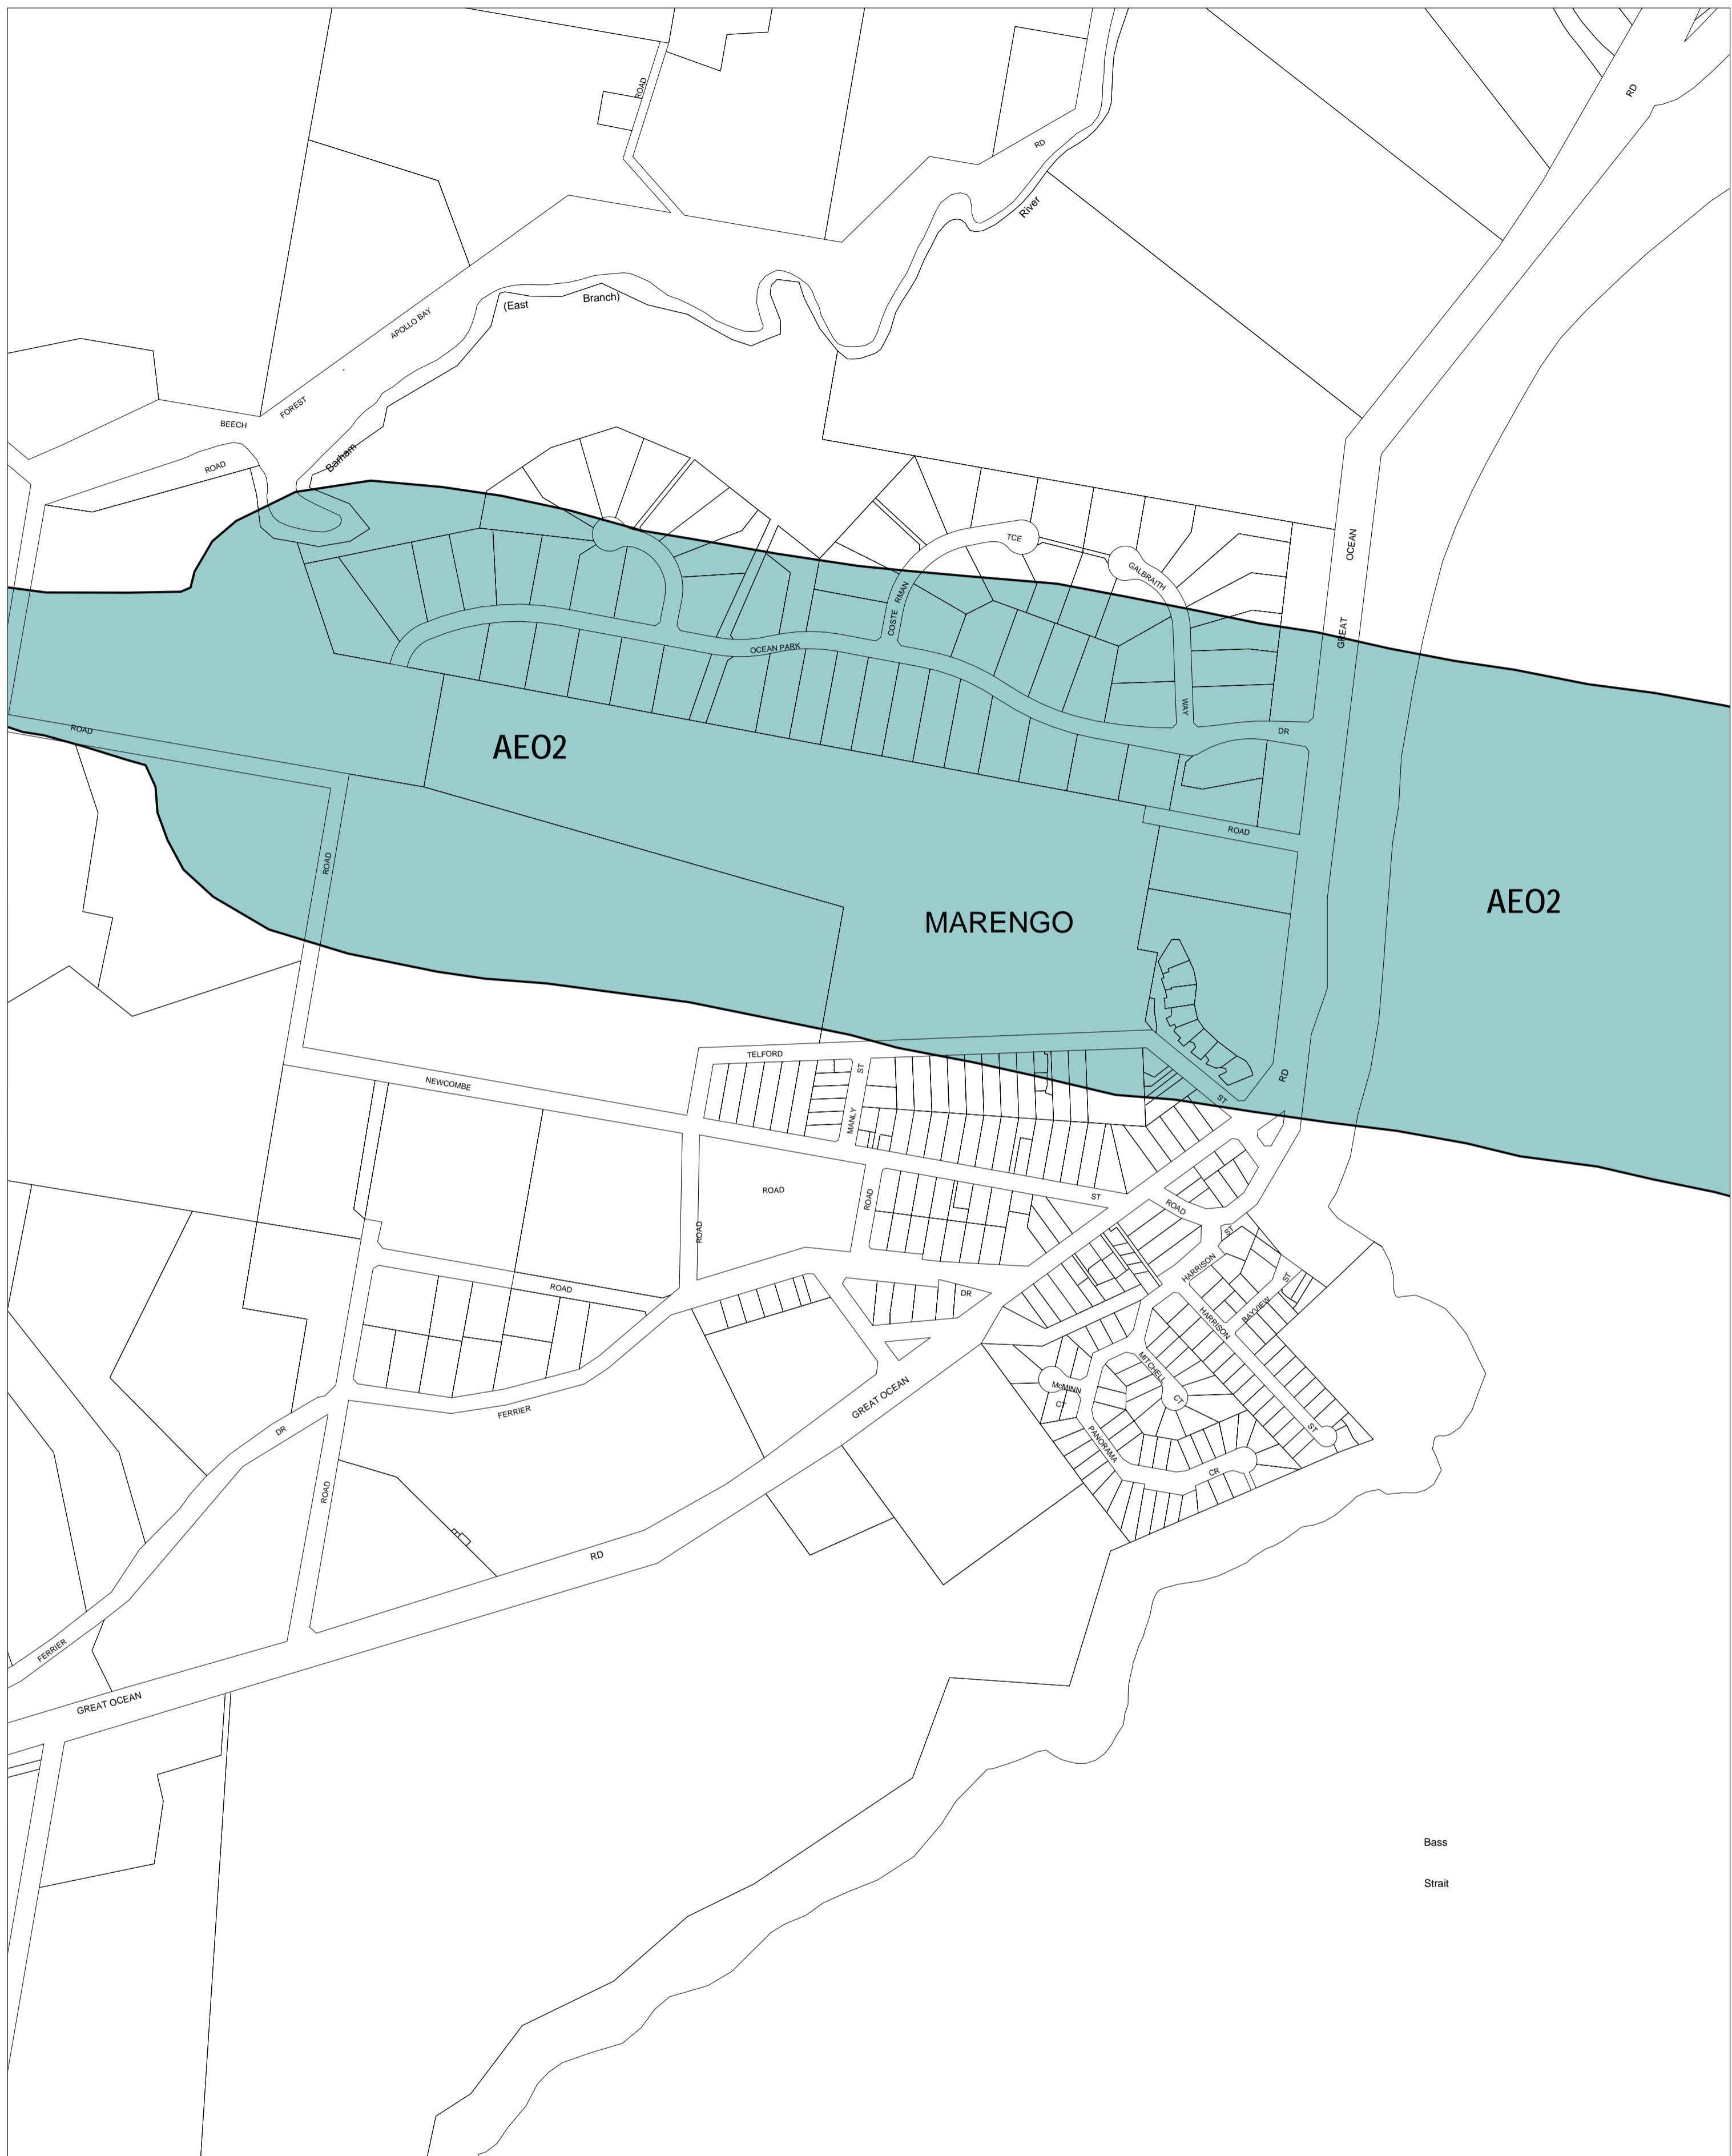 RD
ROAD
RD
River
(East
Branch)
APOLLO BAY
FOREST
BEECH
Barham
ROAD
OCEAN
TCE
GALBRAITH
COSTE
RMAN
GREAT
OCEAN PARK
WAY
ROAD
DR
AEO2
ROAD
ROAD
AEO2
MARENGO
TELFORD
ST
RD
NEWCOMBE
ST
MANLY
ROAD
ROAD
ST
ROAD
ROAD
ST
HARRISON
ST
ROAD
DR
BAYVIEW
HARRISON
MITCHELL
GREAT OCEAN
McMINN
CT
CT
FERRIER
DR
ST
PANORAMA
CR
ROAD
RD
FERRIER
GREAT OCEAN
Bass
Strait